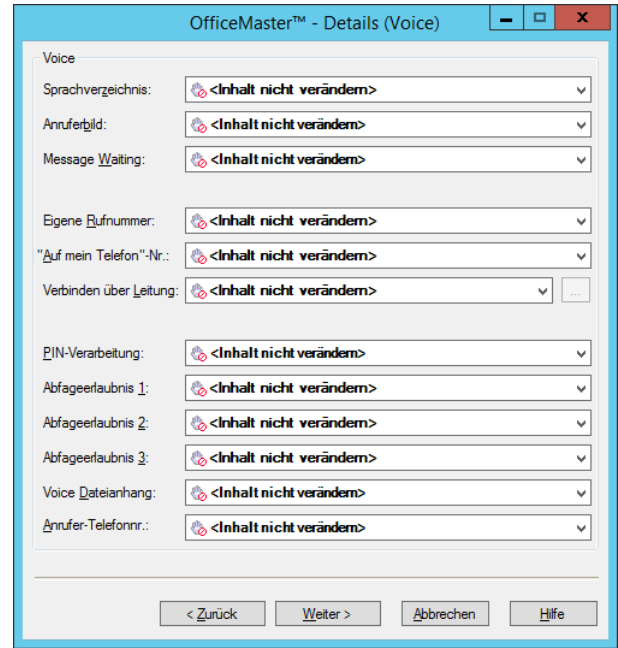 OfficeMaster™ - Details (Voice)
Voice
Sprachverzeichnis: <Inhalt nicht verändern>
Anruferbild: <Inhalt nicht verändern>
Message Waiting: <Inhalt nicht verändern>
Eigene Rufnummer: <Inhalt nicht verändern>
"Auf mein Telefon"-Nr.: <Inhalt nicht verändern>
Verbinden über Leitung: <Inhalt nicht verändern> ...
PIN-Verarbeitung: <Inhalt nicht verändern>
Abfageerlaubnis 1: <Inhalt nicht verändern>
Abfageerlaubnis 2: <Inhalt nicht verändern>
Abfageerlaubnis 3: <Inhalt nicht verändern>
Voice Dateianhang: <Inhalt nicht verändern>
Anrufer-Telefonnr.: <Inhalt nicht verändern>
< Zurück Weiter > Abbrechen Hilfe